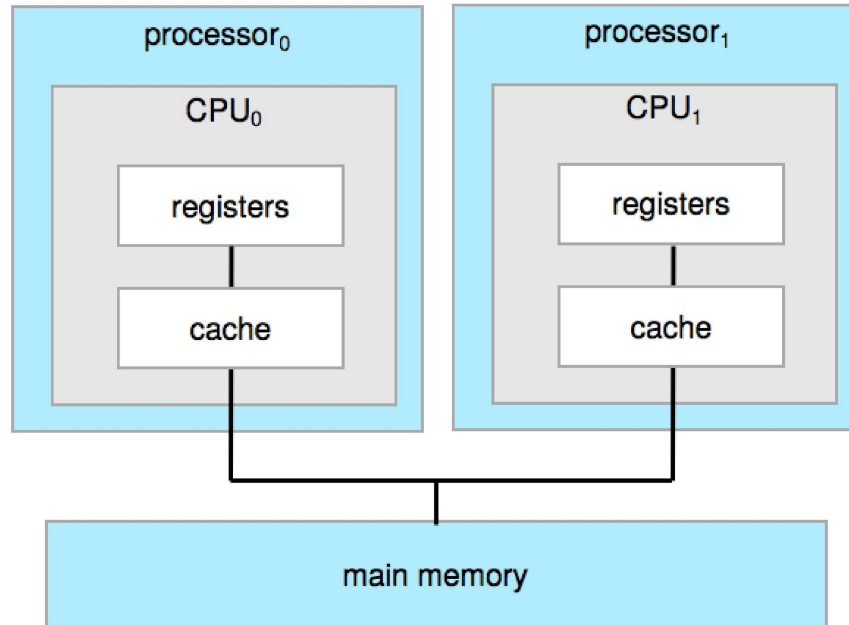 processor₀
processor₁
CPU₀
CPU₁
registers
registers
cache
cache
main memory